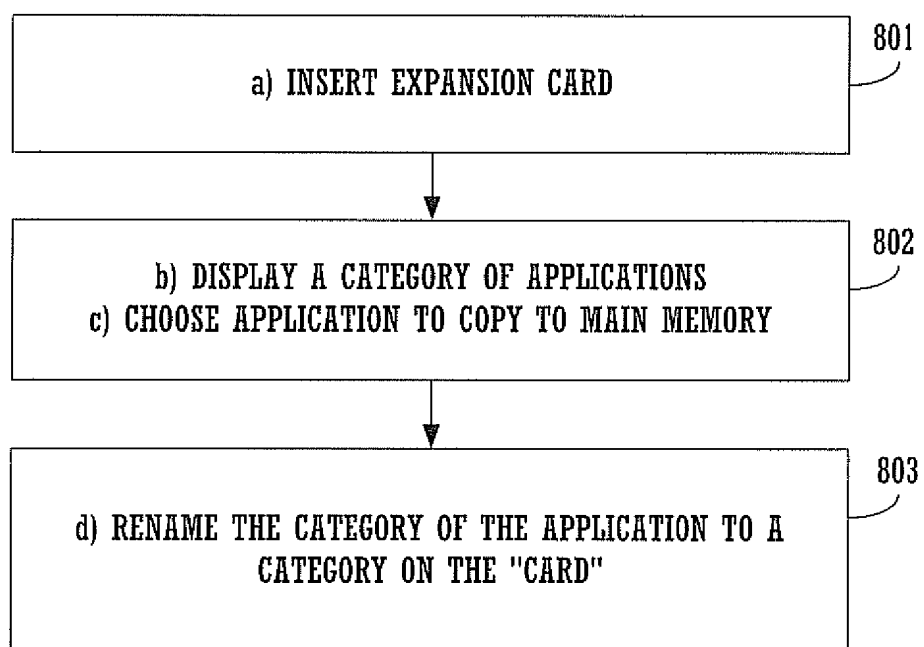 801
a) INSERT EXPANSION CARD
802
b) DISPLAY A CATEGORY OF APPLICATIONS
c) CHOOSE APPLICATION TO COPY TO MAIN MEMORY
803
d) RENAME THE CATEGORY OF THE APPLICATION TO A
CATEGORY ON THE "CARD"